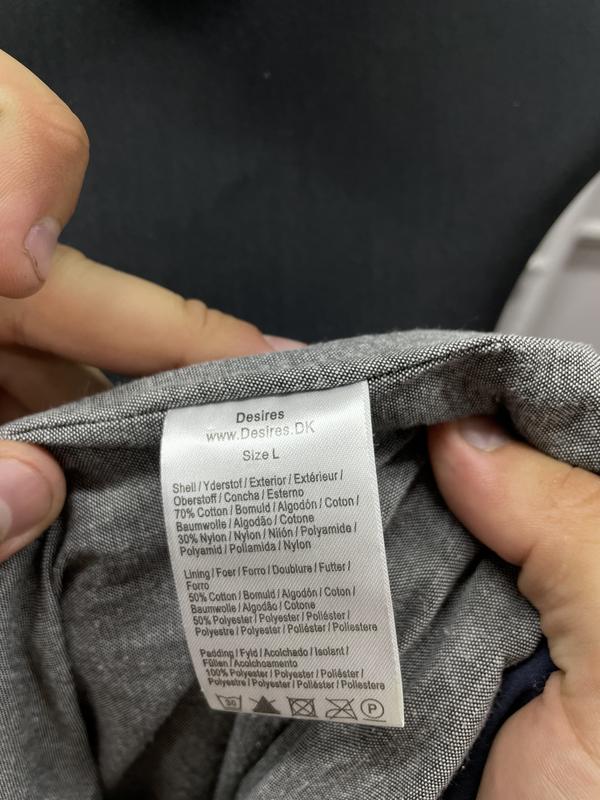 Desires
www.Desires.DK
Size L
Shell / Yderstof / Exterior / Extérieur /
Oberstoff / Concha / Esterno
70% Cotton / Bomuld / Algodón / Coton /
Baumwolle / Algodão / Cotone
30% Nylon / Nylon / Nilón / Polyamide /
Polyamid / Poliamida / Nylon
Lining / Foer / Forro / Doublure / Futter /
Forro
50% Cotton / Bomuld / Algodón / Coton /
Baumwolle / Algodão / Cotone
50% Polyester / Polyester / Poliéster /
Polyestre / Polyester / Poliéster / Poliestere
Padding / Fyld / Acolchado / Isolant /
Füllen / Acolchoamento
100% Polyester / Polyester / Poliéster /
Polyestre / Polyester / Poliéster / Poliestere
30 P